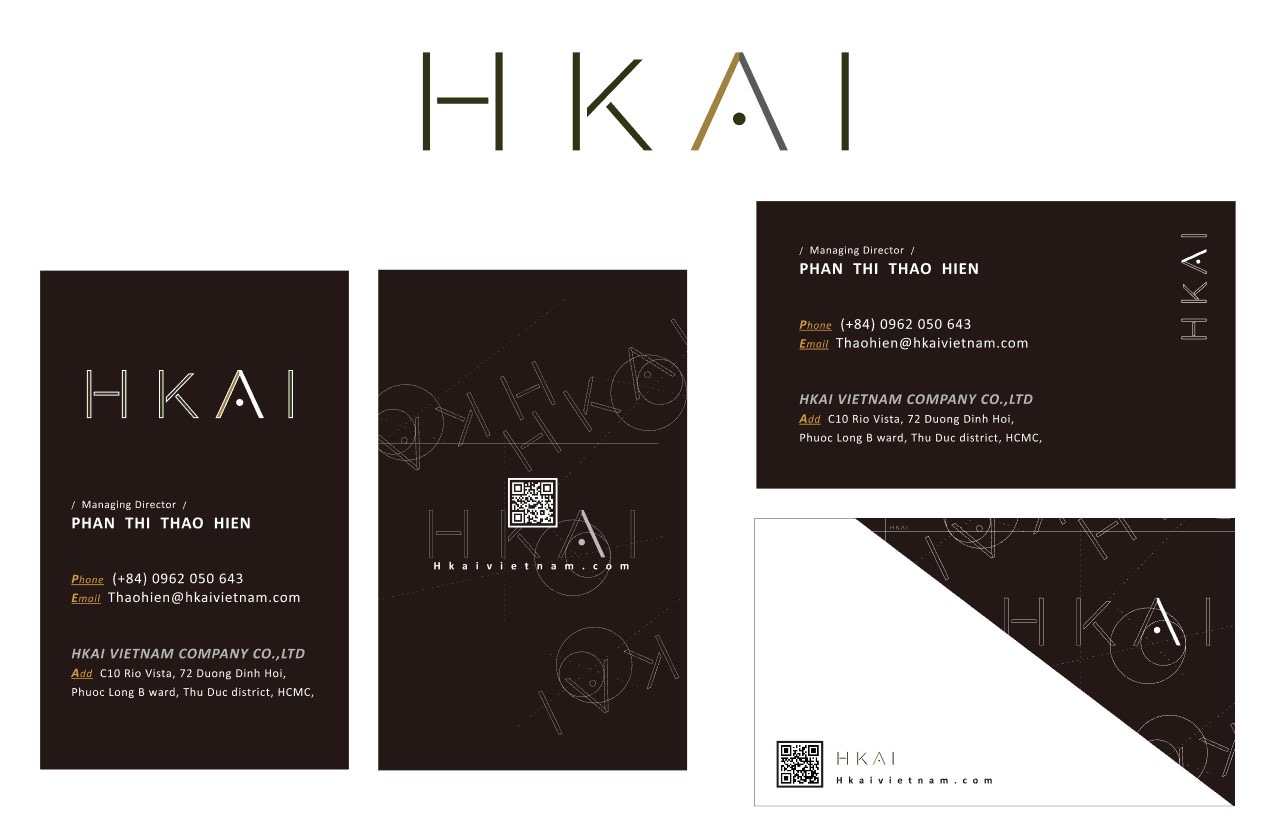 HKAI
HKAI
/ Managing Director /
PHAN THI THAO HIEN
Phone (+84) 0962 050 643
Email Thaohien@hkaivietnam.com
HKAI VIETNAM COMPANY CO.,LTD
Add C10 Rio Vista, 72 Duong Dinh Hoi,
Phuoc Long B ward, Thu Duc district, HCMC,
HKAI
HKAI
HKAI
Hkaivietnam.com
HKAI
/ Managing Director /
PHAN THI THAO HIEN
HKAI
Phone (+84) 0962 050 643
Email Thaohien@hkaivietnam.com
HKAI VIETNAM COMPANY CO.,LTD
Add C10 Rio Vista, 72 Duong Dinh Hoi,
Phuoc Long B ward, Thu Duc district, HCMC,
HKAI
HKAI
HKAI
Hkaivietnam.com